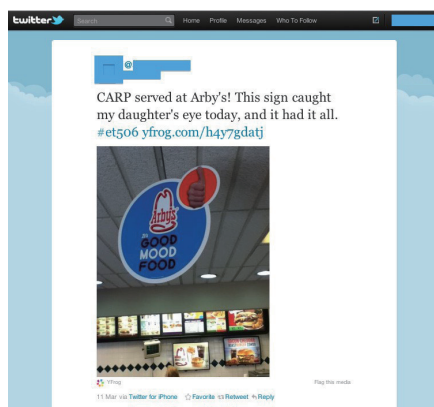 twitter
Search
Home Profile Messages Who To Follow
@
CARP served at Arby's! This sign caught
my daughter's eye today, and it had it all.
#et506 yfrog.com/h4y7gdatj
Arby's
GOOD
MOOD
FOOD
Yfrog Flag this media
11 Mar via Twitter for iPhone Favorite Retweet Reply